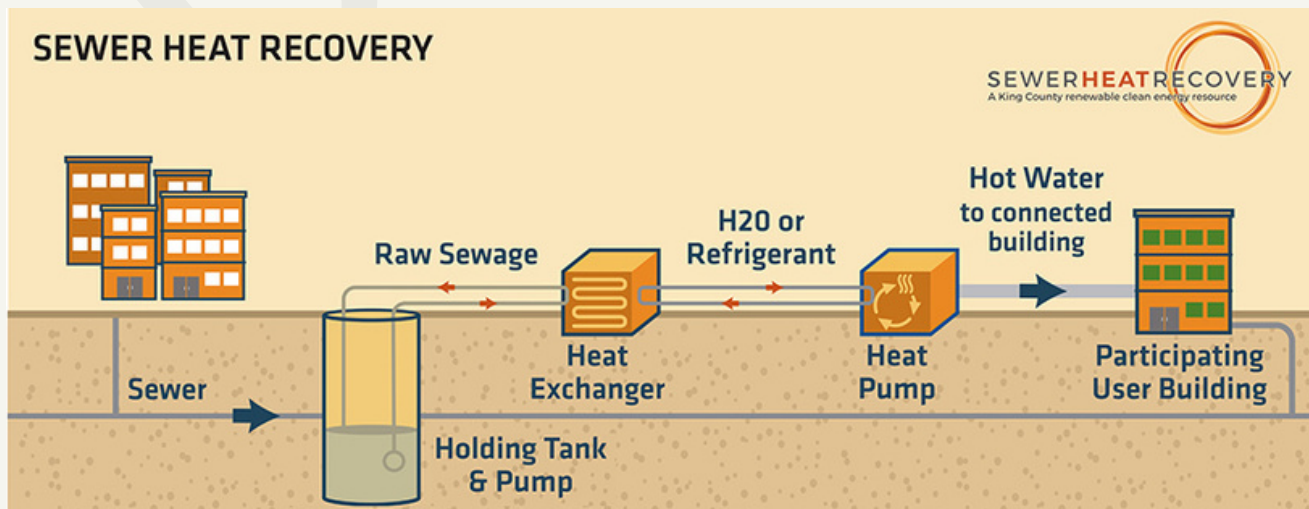 SEWER HEAT RECOVERY
SEWERHEATRECOVERY
A King County renewable clean energy resource
Hot Water
to connected
building
H20 or
Refrigerant
Raw Sewage
Heat
Exchanger
Heat
Pump
Participating
User Building
Sewer
Holding Tank
& Pump